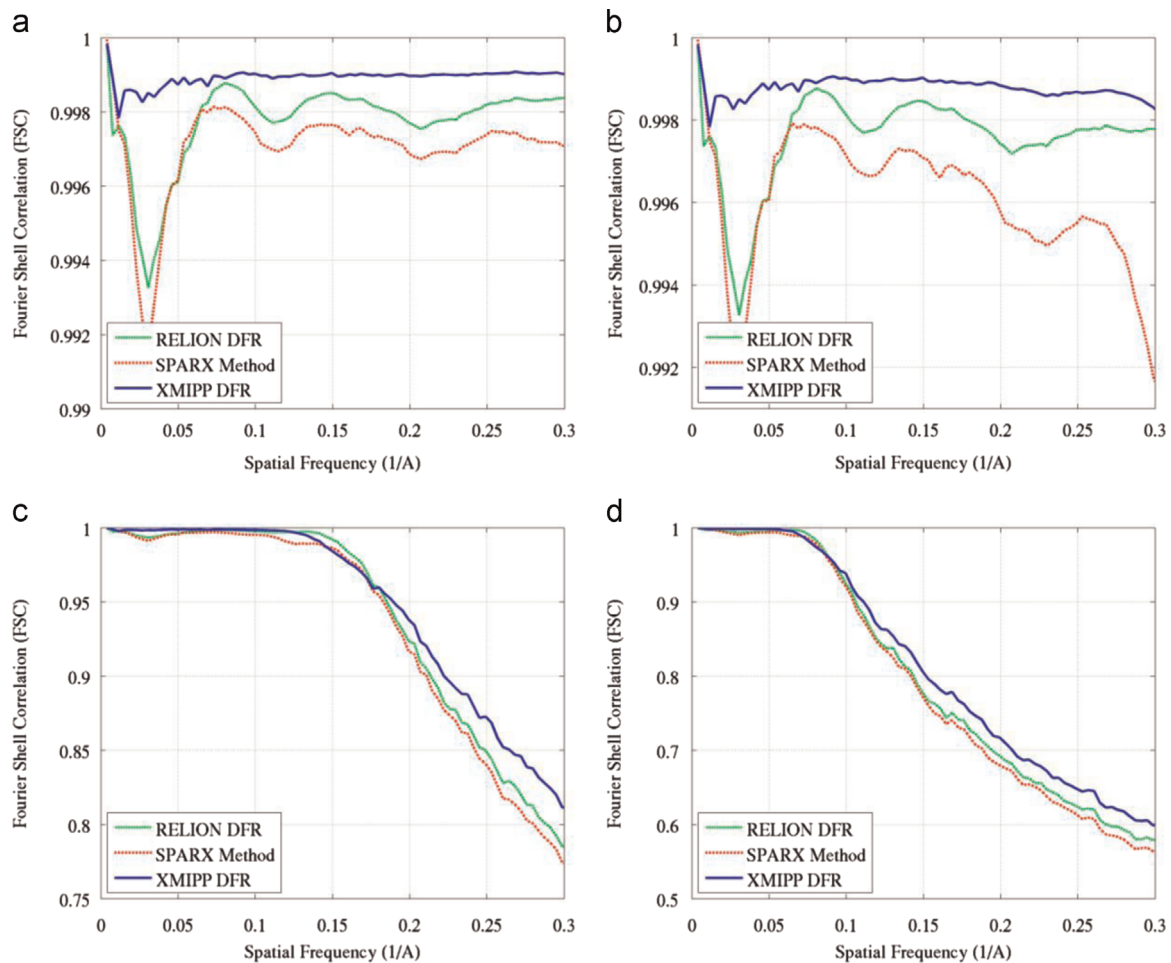 a
1
0.998
0.996
0.994
0.992
0.99
Fourier Shell Correlation (FSC)
RELION DFR
SPARX Method
XMIPP DFR
0
0.05
0.1
0.15
0.2
0.25
0.3
Spatial Frequency (1/A)
b
1
0.998
0.996
0.994
0.992
Fourier Shell Correlation (FSC)
RELION DFR
SPARX Method
XMIPP DFR
0
0.05
0.1
0.15
0.2
0.25
0.3
Spatial Frequency (1/A)
c
1
0.95
0.9
0.85
0.8
0.75
Fourier Shell Correlation (FSC)
RELION DFR
SPARX Method
XMIPP DFR
0
0.05
0.1
0.15
0.2
0.25
0.3
Spatial Frequency (1/A)
d
1
0.9
0.8
0.7
0.6
0.5
Fourier Shell Correlation (FSC)
RELION DFR
SPARX Method
XMIPP DFR
0
0.05
0.1
0.15
0.2
0.25
0.3
Spatial Frequency (1/A)